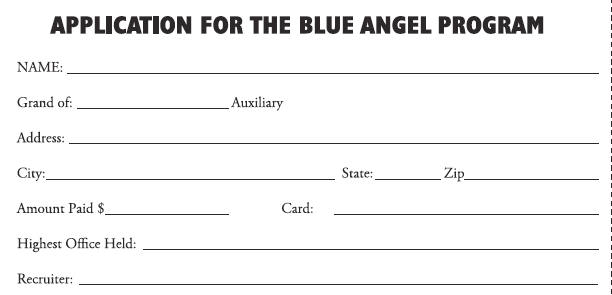 APPLICATION FOR THE BLUE ANGEL PROGRAM
NAME:
Grand of: Auxiliary
Address:
City: State: Zip
Amount Paid $ Card:
Highest Office Held:
Recruiter: